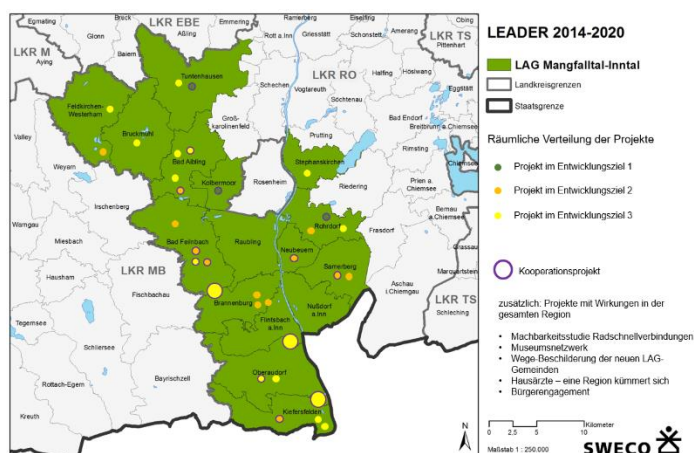 Egmating
Bruck
LKR EBE
Emmering
Ramerberg
Eiselfing
Obing
Glonn
Aßling
Rott a. Inn
Griesstätt
Schonstett
Amerang
LKR TS
Pittenhart
LKR M
Aying
Baiern
Tuntenhausen
Schechen
LKR RO
Halfing
Höslwang
Vogtareuth
Söchtenau
Eggstätt
Feldkirchen-
Westerham
Groß-
karolinenfeld
Bad Endorf
Breitbrunn a.Chiemsee
Valley
Bruckmühl
Prutting
Rimsting
Bad Aibling
Stephanskirchen
Chiemsee
Weyarn
Kolbermoor
Rosenheim
Riedering
Prien a.
Chiemsee
Irschenberg
Bernau
a.Chiemsee
Warngau
Rohrdorf
Frasdorf
Miesbach
Bad Feilnbach
Raubling
Neubeuern
Grassau
LKR MB
Samerberg
Marquartstein
Hausham
Fischbachau
Aschau
i.Chiemgau
LKR TS
Brannenburg
Nußdorf
a.Inn
Schleching
Flintsbach
a.Inn
Tegernsee
Schliersee
Oberaudorf
Rottach-Egern
Bayrischzell
Kiefersfelden
Kreuth
N
LEADER 2014-2020
LAG Mangfalltal-Inntal
Landkreisgrenzen
Staatsgrenze
Räumliche Verteilung der Projekte
Projekt im Entwicklungsziel 1
Projekt im Entwicklungsziel 2
Projekt im Entwicklungsziel 3
Kooperationsprojekt
zusätzlich: Projekte mit Wirkungen in der
gesamten Region
• Machbarkeitsstudie Radschnellverbindungen
• Museumsnetzwerk
• Wege-Beschilderung der neuen LAG-
Gemeinden
• Hausärzte – eine Region kümmert sich
• Bürgerengagement
Kilometer
0 2,5 5 10
Maßstab 1 : 250.000
SWECO